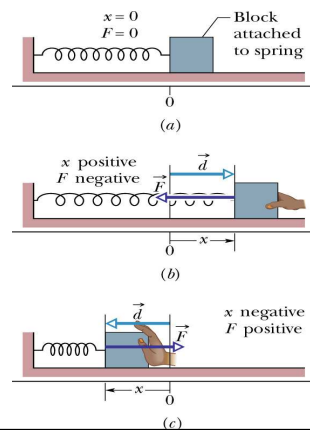 x = 0
F = 0
Block
attached
to spring
0
(a)
x positive
F negative
d
F
x
0
(b)
d
F
x negative
F positive
x
0
(c)